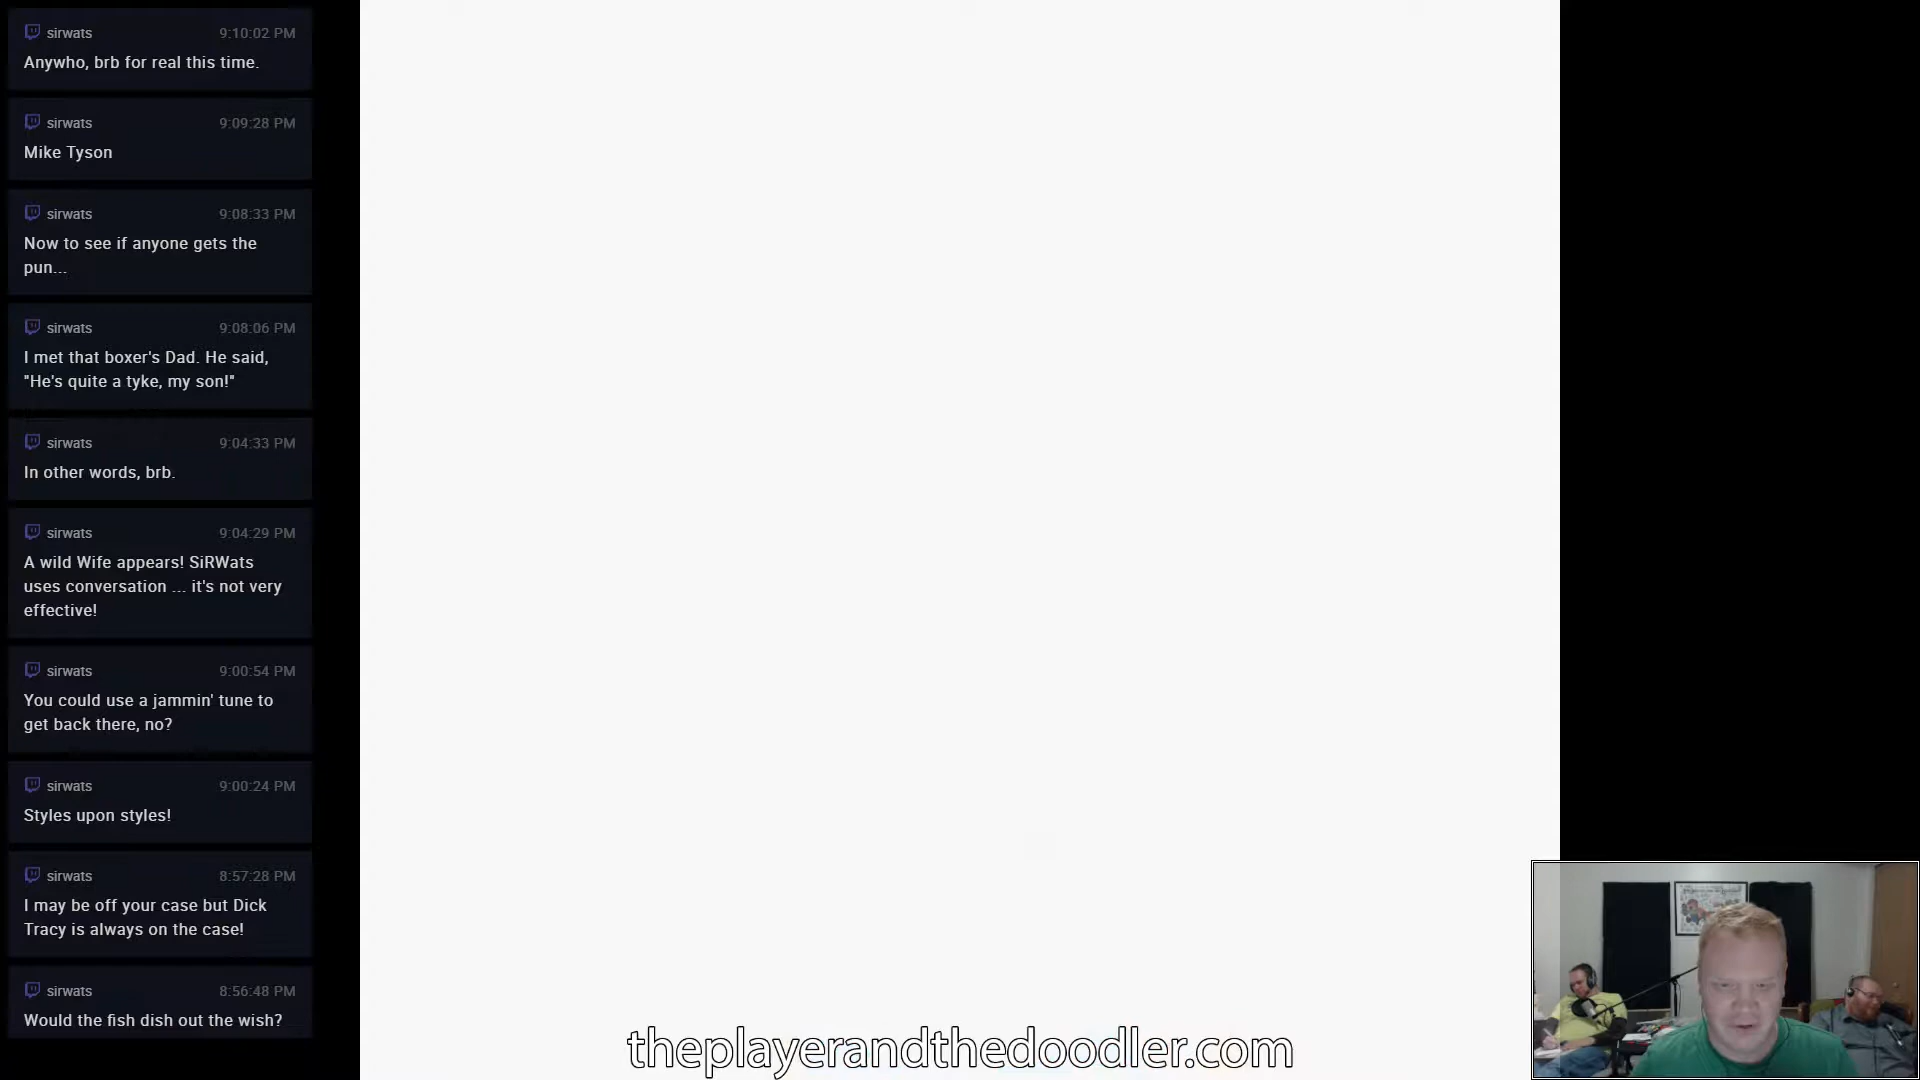 sirwats 9:10:02 PM
Anywho, brb for real this time.
sirwats 9:09:28 PM
Mike Tyson
sirwats 9:08:33 PM
Now to see if anyone gets the
pun...
sirwats 9:08:06 PM
I met that boxer's Dad. He said,
"He's quite a tyke, my son!"
sirwats 9:04:33 PM
In other words, brb.
sirwats 9:04:29 PM
A wild Wife appears! SiRWats
uses conversation ... it's not very
effective!
sirwats 9:00:54 PM
You could use a jammin' tune to
get back there, no?
sirwats 9:00:24 PM
Styles upon styles!
sirwats 8:57:28 PM
I may be off your case but Dick
Tracy is always on the case!
sirwats 8:56:48 PM
Would the fish dish out the wish?
theplayerandthedoodler.com